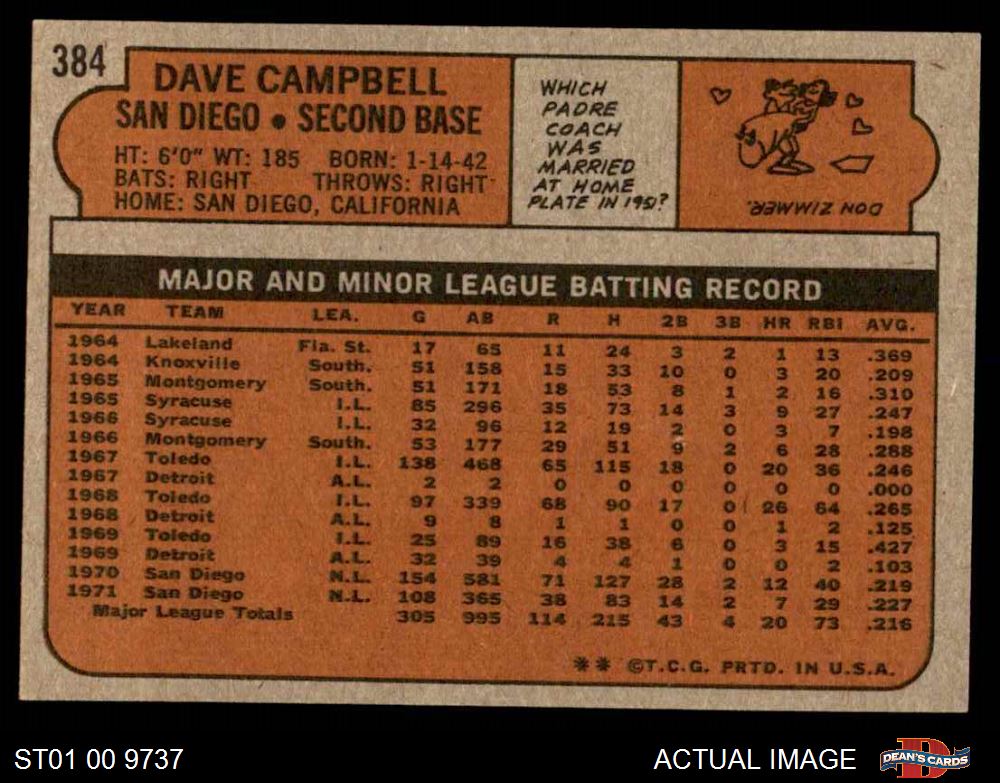 384
DAVE CAMPBELL
SAN DIEGO • SECOND BASE
HT: 6'0" WT: 185 BORN: 1-14-42
BATS: RIGHT THROWS: RIGHT
HOME: SAN DIEGO, CALIFORNIA
WHICH
PADRE
COACH
WAS
MARRIED
AT HOME
PLATE IN 1951?
DON ZIMMER.
MAJOR AND MINOR LEAGUE BATTING RECORD
YEAR TEAM LEA. G AB R H 2B 3B HR RBI AVG.
1964 Lakeland Fla. St. 17 65 11 24 3 2 1 13 .369
1964 Knoxville South. 51 158 15 33 10 0 3 20 .209
1965 Montgomery South. 51 171 18 53 8 1 2 16 .310
1965 Syracuse I.L. 85 296 35 73 14 3 9 27 .247
1966 Syracuse I.L. 32 96 12 19 2 0 3 7 .198
1966 Montgomery South. 53 177 29 51 9 2 6 28 .288
1967 Toledo I.L. 138 468 65 115 18 0 20 36 .246
1967 Detroit A.L. 2 2 0 0 0 0 0 0 .000
1968 Toledo I.L. 97 339 68 90 17 0 26 64 .265
1968 Detroit A.L. 9 8 1 1 0 0 1 2 .125
1969 Toledo I.L. 25 89 16 38 6 0 3 15 .427
1969 Detroit A.L. 32 39 4 4 1 0 0 2 .103
1970 San Diego N.L. 154 581 71 127 28 2 12 40 .219
1971 San Diego N.L. 108 365 38 83 14 2 7 29 .227
Major League Totals 305 995 114 215 43 4 20 73 .216
** ©T.C.G. PRTD. IN U.S.A.
ST01 00 9737
ACTUAL IMAGE
DEAN'S CARDS